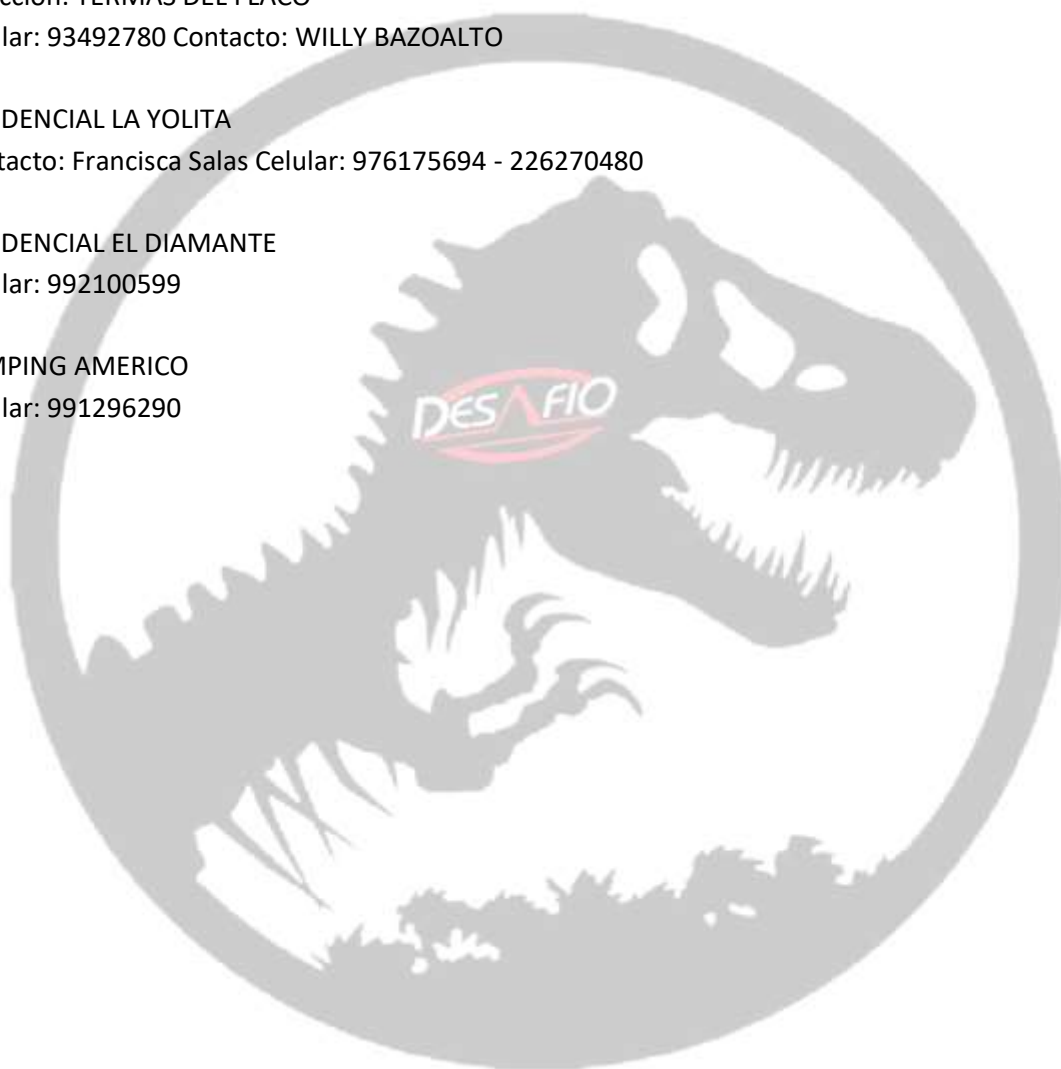 cción: TERMAS DEL FLACO
lar: 93492780 Contacto: WILLY BAZOALTO
DENCIAL LA YOLITA
tacto: Francisca Salas Celular: 976175694 - 226270480
DENCIAL EL DIAMANTE
lar: 992100599
MPING AMERICO
lar: 991296290
DESAFIO